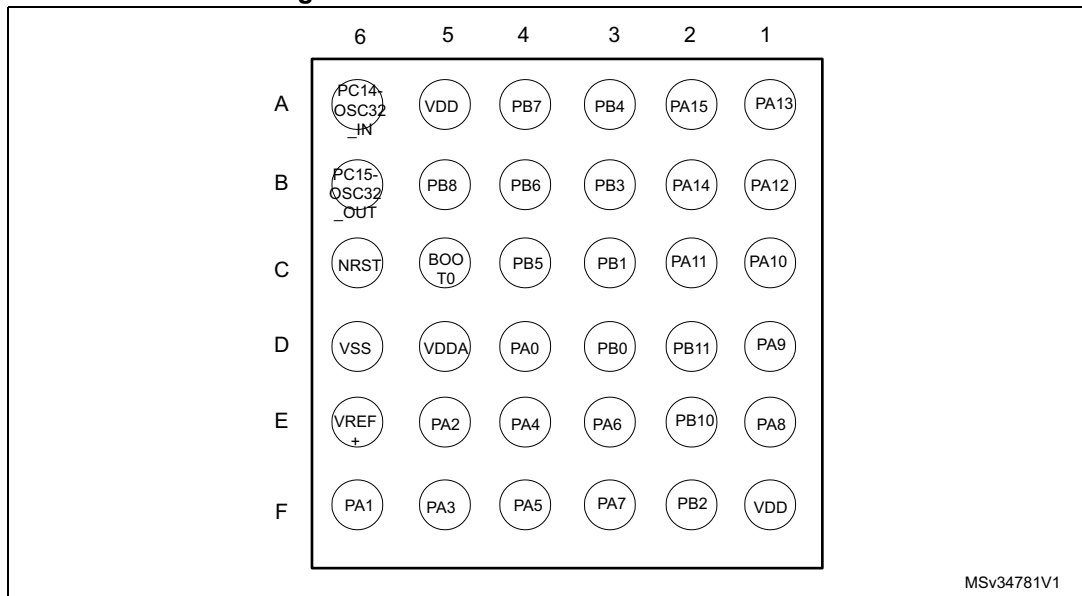 g
6 5 4 3 2 1
A PC14-OSC32_IN VDD PB7 PB4 PA15 PA13
B PC15-OSC32_OUT PB8 PB6 PB3 PA14 PA12
C NRST BOOT0 PB5 PB1 PA11 PA10
D VSS VDDA PA0 PB0 PB11 PA9
E VREF+ PA2 PA4 PA6 PB10 PA8
F PA1 PA3 PA5 PA7 PB2 VDD
MSv34781V1